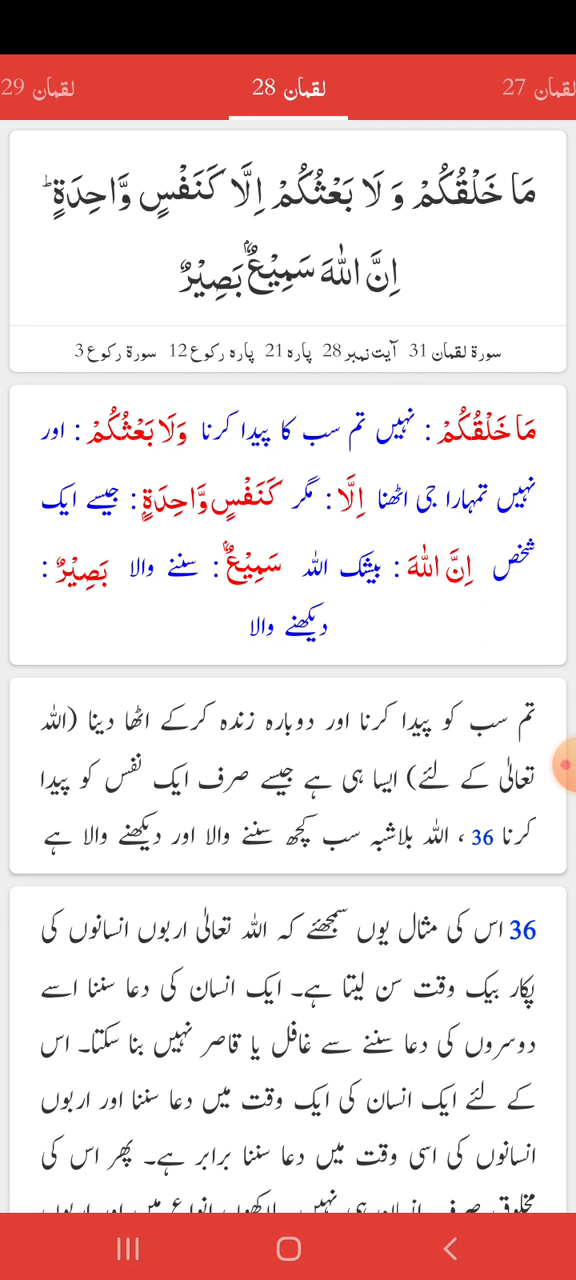 لقمان 27
لقمان 28
لقمان 29
مَا خَلْقُكُمْ وَ لَا بَعْثُكُمْ اِلَّا كَنَفْسٍ وَّاحِدَةٍ ؕ
اِنَّ اللّٰهَ سَمِیْعٌۢ بَصِیْرٌ
سورة لقمان 31 آیت نمبر 28 پارہ 21 پارہ رکوع 12 سورة رکوع 3
مَا خَلْقُكُمْ : نہیں تم سب کا پیدا کرنا وَلَا بَعْثُكُمْ : اور
نہیں تمہارا جی اٹھنا اِلَّا : مگر كَنَفْسٍ وَّاحِدَةٍ : جیسے ایک
شخص اِنَّ اللّٰهَ : بیشک اللہ سَمِيْعٌۢ : سننے والا بَصِيْرٌ :
دیکھنے والا
تم سب کو پیدا کرنا اور دوبارہ زندہ کرکے اٹھا دینا (اللہ
تعالیٰ کے لئے) ایسا ہی ہے جیسے صرف ایک نفس کو پیدا
کرنا 36 ، اللہ بلاشبہ سب کچھ سننے والا اور دیکھنے والا ہے
36 اس کی مثال یوں سمجھئے کہ اللہ تعالیٰ اربوں انسانوں کی
پکار بیک وقت سن لیتا ہے۔ ایک انسان کی دعا سننا اسے
دوسروں کی دعا سننے سے غافل یا قاصر نہیں بنا سکتا۔ اس
کے لئے ایک انسان کی ایک وقت میں دعا سننا اور اربوں
انسانوں کی اسی وقت میں دعا سننا برابر ہے۔ پھر اس کی